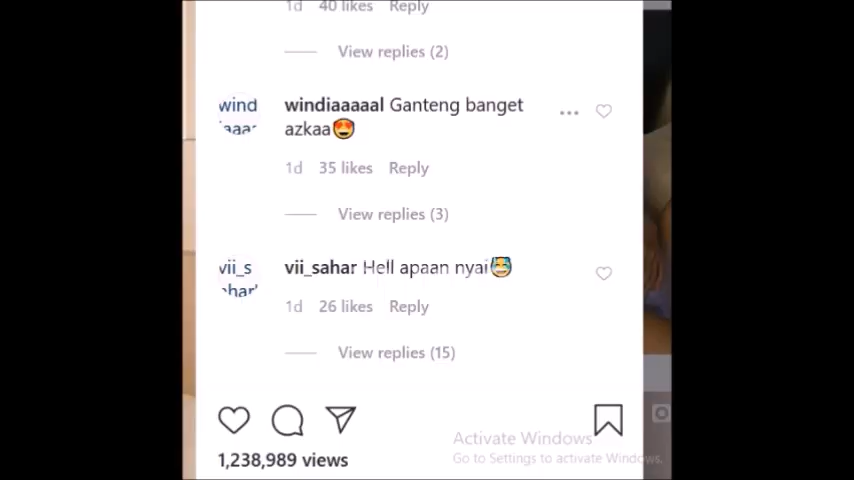 1d 40 likes Reply
View replies (2)
wind
windiaaaaal Ganteng banget
azkaa😍
1d 35 likes Reply
View replies (3)
vii_s
ahar'
vii_sahar Hell apaan nyai😅
1d 26 likes Reply
View replies (15)
Activate Windows
Go to Settings to activate Windows.
1,238,989 views